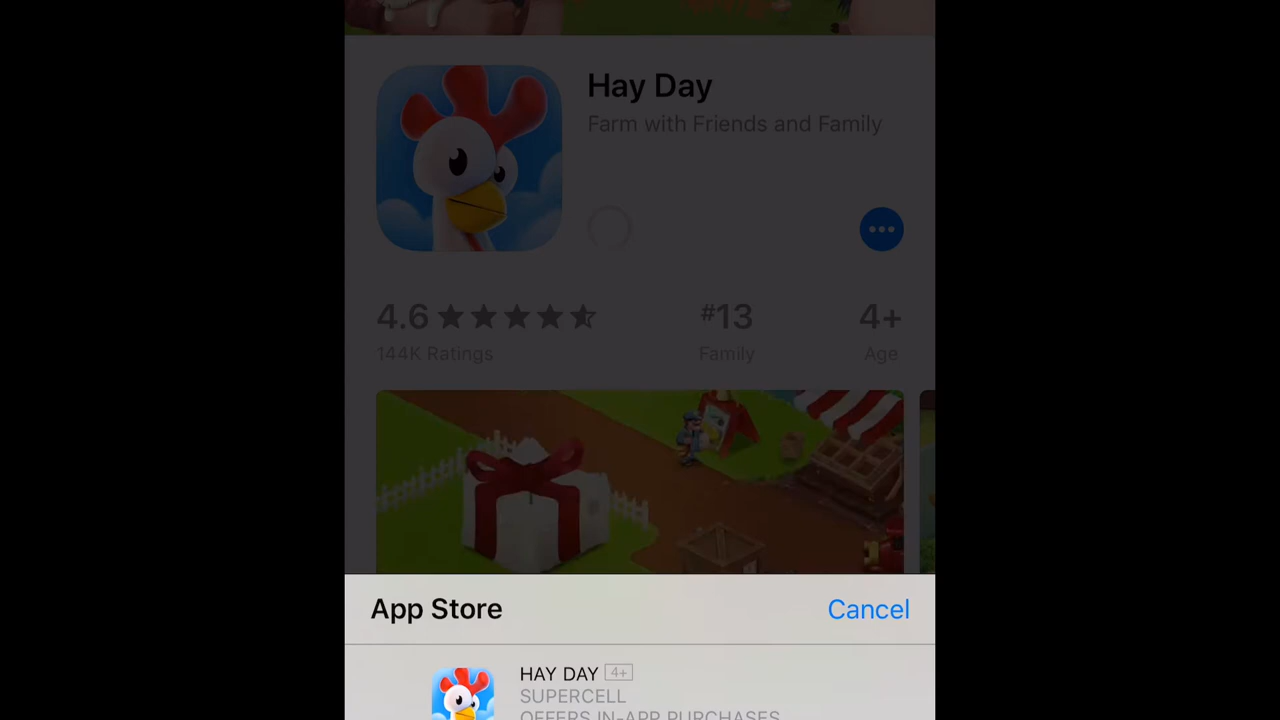 Hay Day
Farm with Friends and Family
4.6
#13
4+
144K Ratings
Family
Age
App Store
Cancel
HAY DAY 4+
SUPERCELL
OFFERS IN-APP PURCHASES